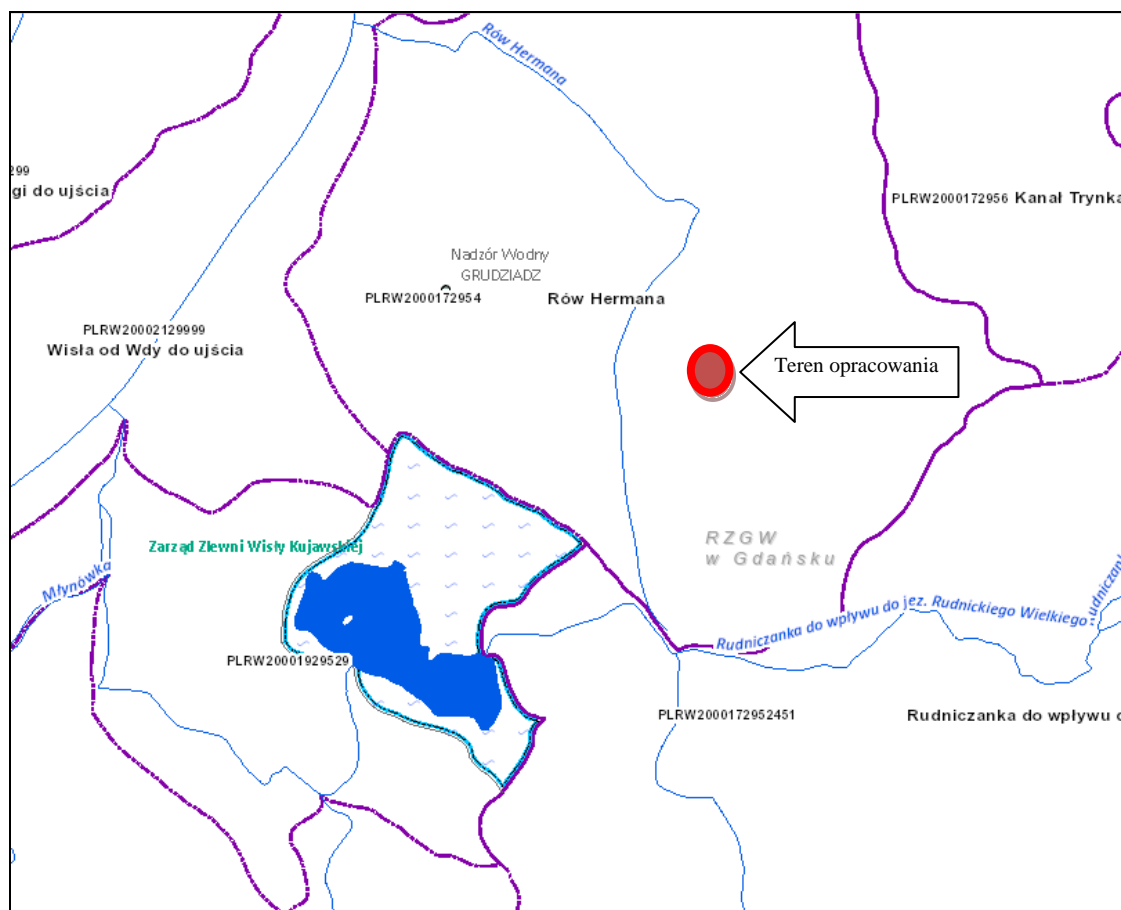 Rów Hermana
299
gi do ujścia
PLRW2000172956 Kanał Trynka
Nadzór Wodny
GRUDZIADZ
PLRW2000172954
Rów Hermana
PLRW20002129999
Wisła od Wdy do ujścia
Teren opracowania
RZGW
w Gdańsku
Zarząd Zlewni Wisły Kujawskiej
Młynówka
Rudniczanka do wpływu do jez. Rudnickiego Wielkiego
udniczank
PLRW20001929529
PLRW2000172952451
Rudniczanka do wpływu d